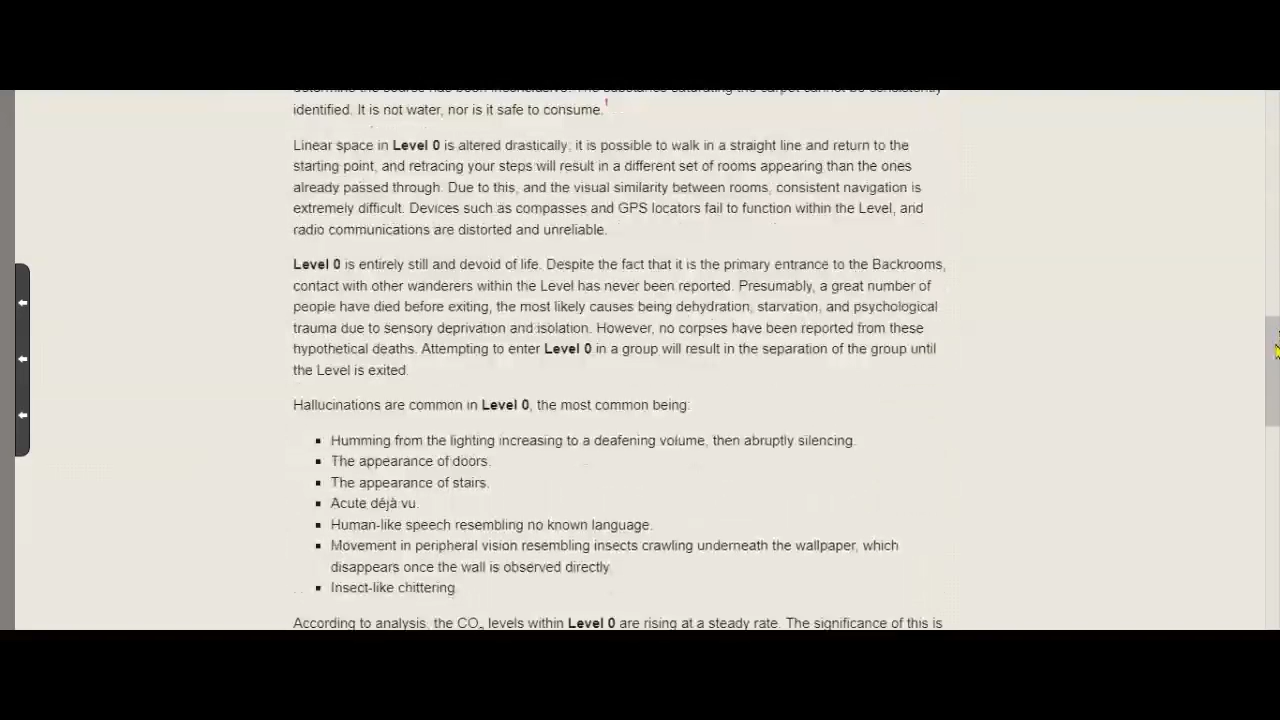 identified. It is not water, nor is it safe to consume.¹
Linear space in Level 0 is altered drastically; it is possible to walk in a straight line and return to the
starting point, and retracing your steps will result in a different set of rooms appearing than the ones
already passed through. Due to this, and the visual similarity between rooms, consistent navigation is
extremely difficult. Devices such as compasses and GPS locators fail to function within the Level, and
radio communications are distorted and unreliable.
Level 0 is entirely still and devoid of life. Despite the fact that it is the primary entrance to the Backrooms,
contact with other wanderers within the Level has never been reported. Presumably, a great number of
people have died before exiting, the most likely causes being dehydration, starvation, and psychological
trauma due to sensory deprivation and isolation. However, no corpses have been reported from these
hypothetical deaths. Attempting to enter Level 0 in a group will result in the separation of the group until
the Level is exited.
Hallucinations are common in Level 0, the most common being:
▪ Humming from the lighting increasing to a deafening volume, then abruptly silencing.
▪ The appearance of doors.
▪ The appearance of stairs.
▪ Acute déjà vu.
▪ Human-like speech resembling no known language.
▪ Movement in peripheral vision resembling insects crawling underneath the wallpaper, which
disappears once the wall is observed directly.
▪ Insect-like chittering.
According to analysis, the CO₂ levels within Level 0 are rising at a steady rate. The significance of this is